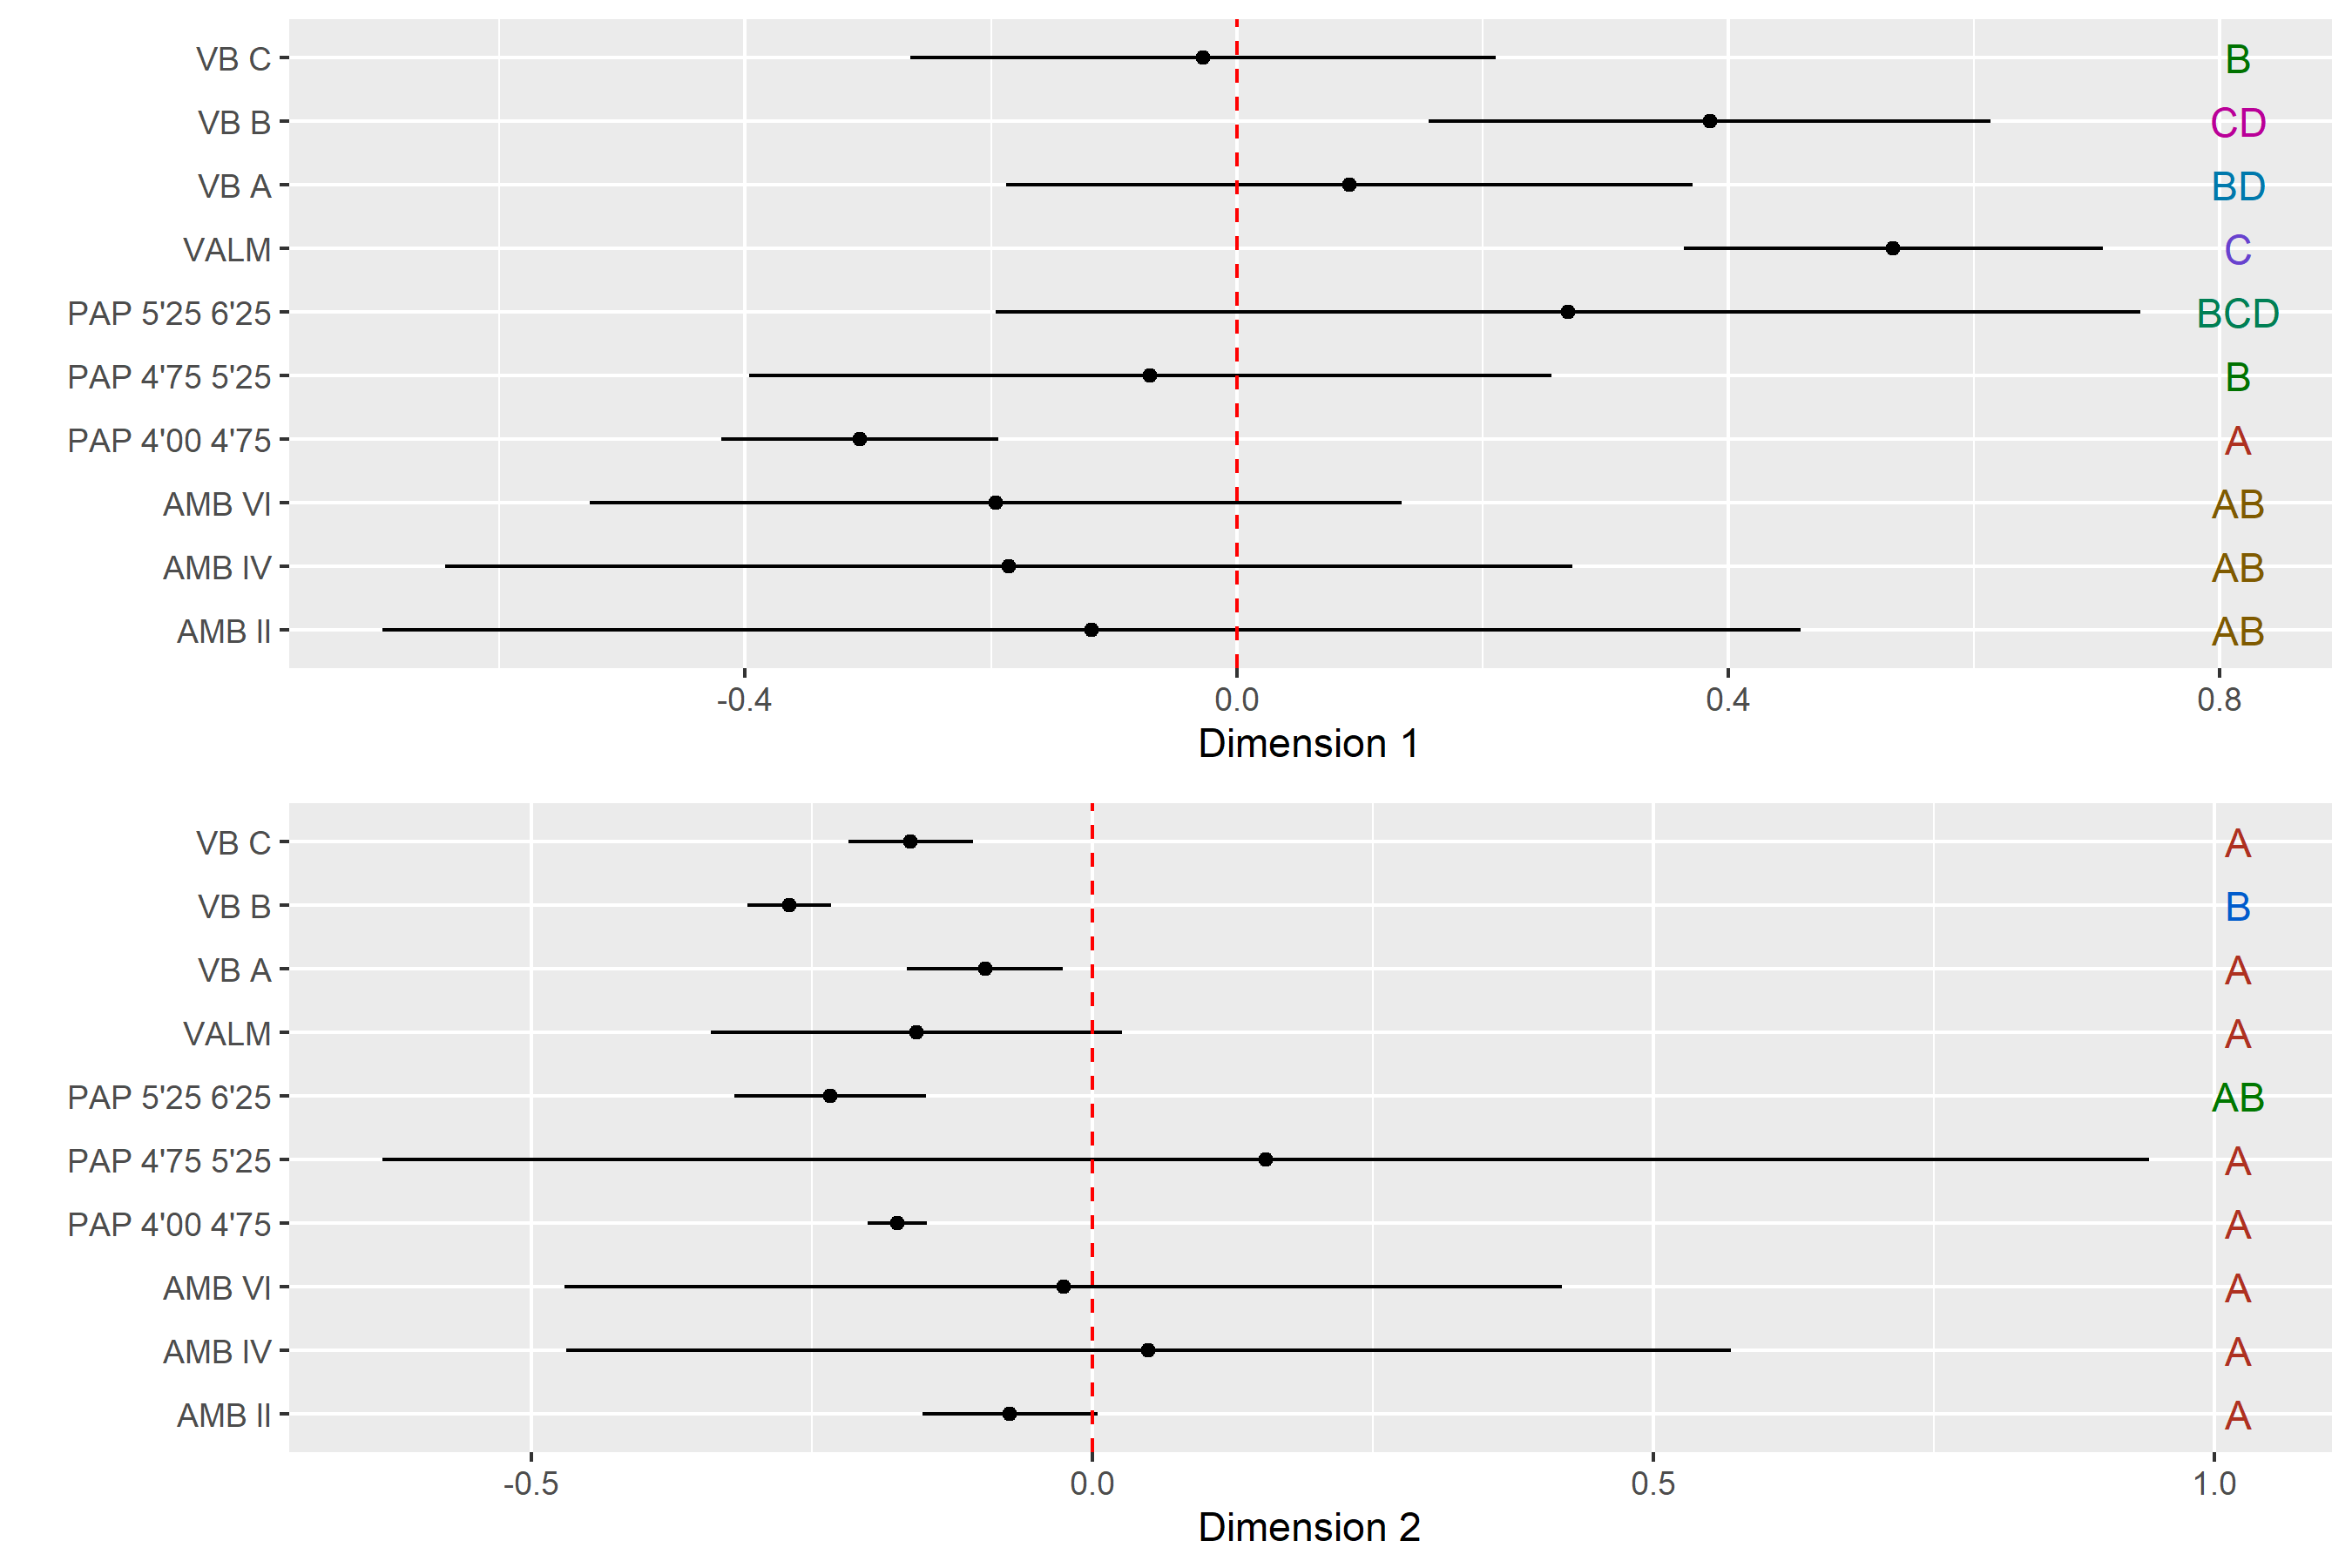 VB C B
VB B CD
VB A BD
VALM C
PAP 5'25 6'25 BCD
PAP 4'75 5'25 B
PAP 4'00 4'75 A
AMB VI AB
AMB IV AB
AMB II AB
-0.4 0.0 0.4 0.8
Dimension 1
VB C A
VB B B
VB A A
VALM A
PAP 5'25 6'25 AB
PAP 4'75 5'25 A
PAP 4'00 4'75 A
AMB VI A
AMB IV A
AMB II A
-0.5 0.0 0.5 1.0
Dimension 2